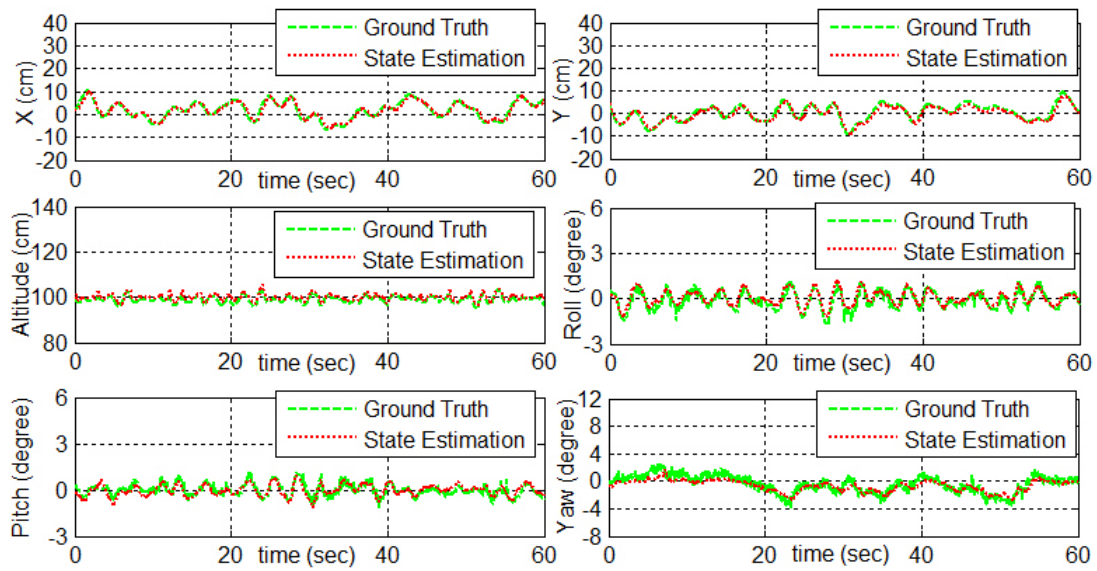 40
30
20
10
0
-10
-20
X (cm)
Ground Truth
State Estimation
0
20
time (sec)
40
60
40
30
20
10
0
-10
-20
Y (cm)
Ground Truth
State Estimation
0
20
time (sec)
40
60
140
120
100
80
Altitude (cm)
Ground Truth
State Estimation
0
20
time (sec)
40
60
6
3
0
-3
Roll (degree)
Ground Truth
State Estimation
0
20
time (sec)
40
60
6
3
0
-3
Pitch (degree)
Ground Truth
State Estimation
0
20
time (sec)
40
60
12
8
4
0
-4
-8
Yaw (degree)
Ground Truth
State Estimation
0
20
time (sec)
40
60